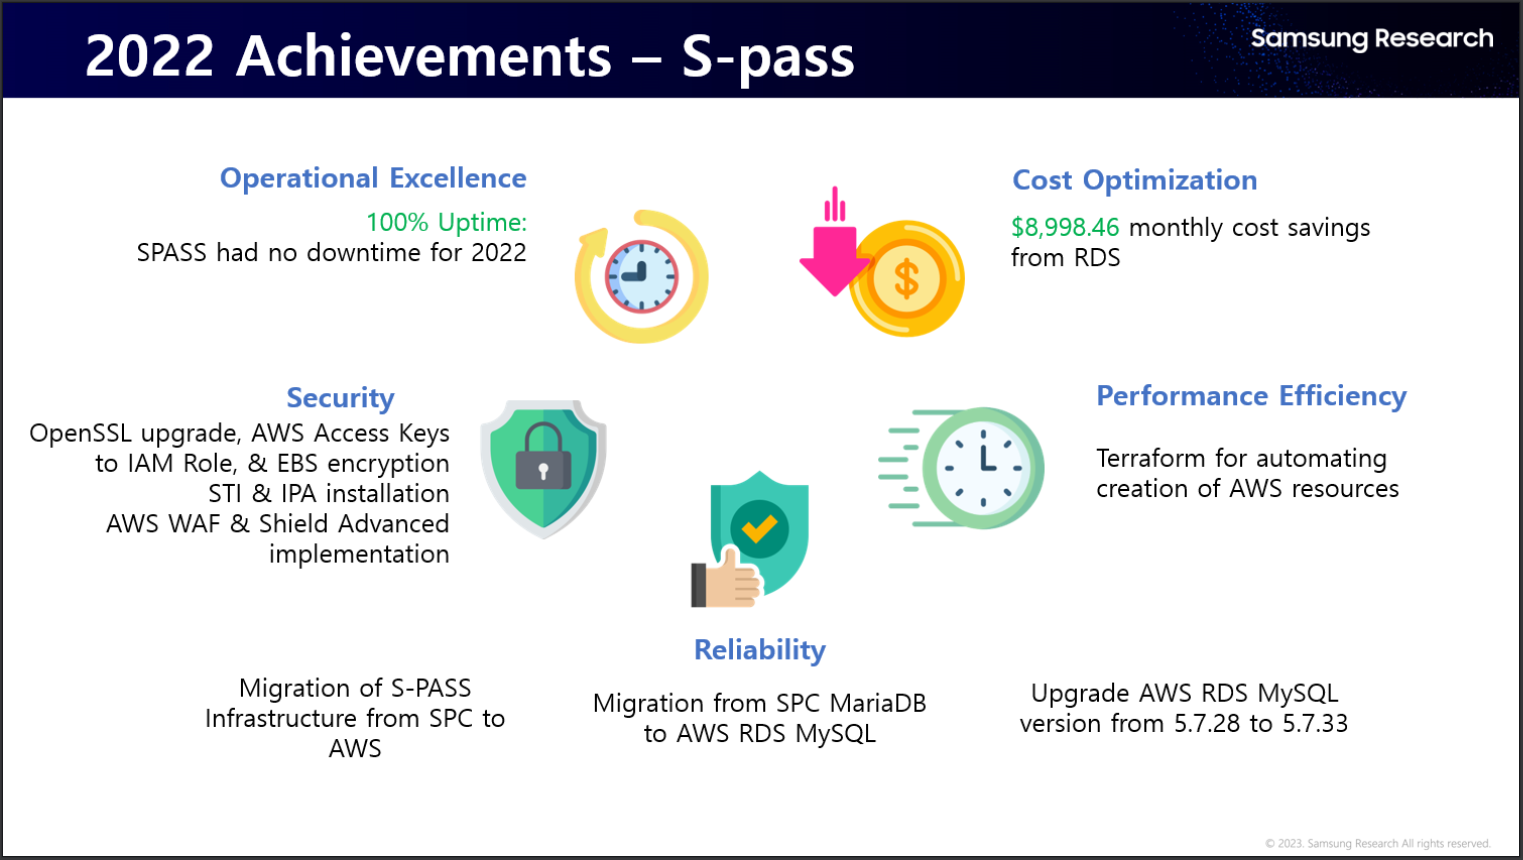 2022 Achievements – S-pass
Samsung Research
Operational Excellence
100% Uptime:
SPASS had no downtime for 2022
Cost Optimization
$8,998.46 monthly cost savings
from RDS
$
Security
OpenSSL upgrade, AWS Access Keys
to IAM Role, & EBS encryption
STI & IPA installation
AWS WAF & Shield Advanced
implementation
Performance Efficiency
Terraform for automating
creation of AWS resources
Reliability
Migration of S-PASS
Infrastructure from SPC to
AWS
Migration from SPC MariaDB
to AWS RDS MySQL
Upgrade AWS RDS MySQL
version from 5.7.28 to 5.7.33
© 2023. Samsung Research All rights reserved.